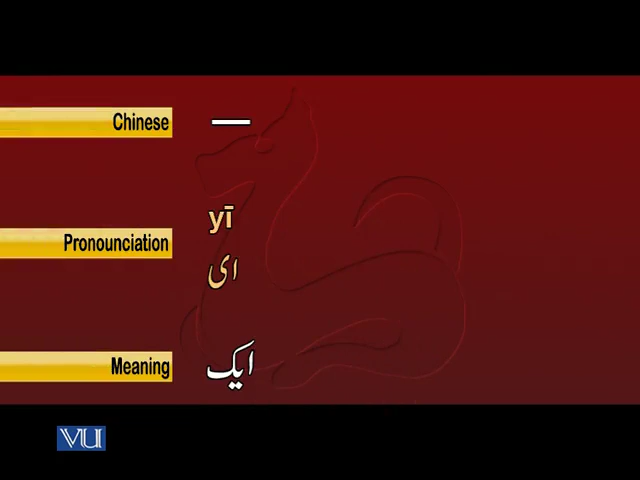 Chinese 一
yī
Pronounciation
ای
Meaning ایک
VU